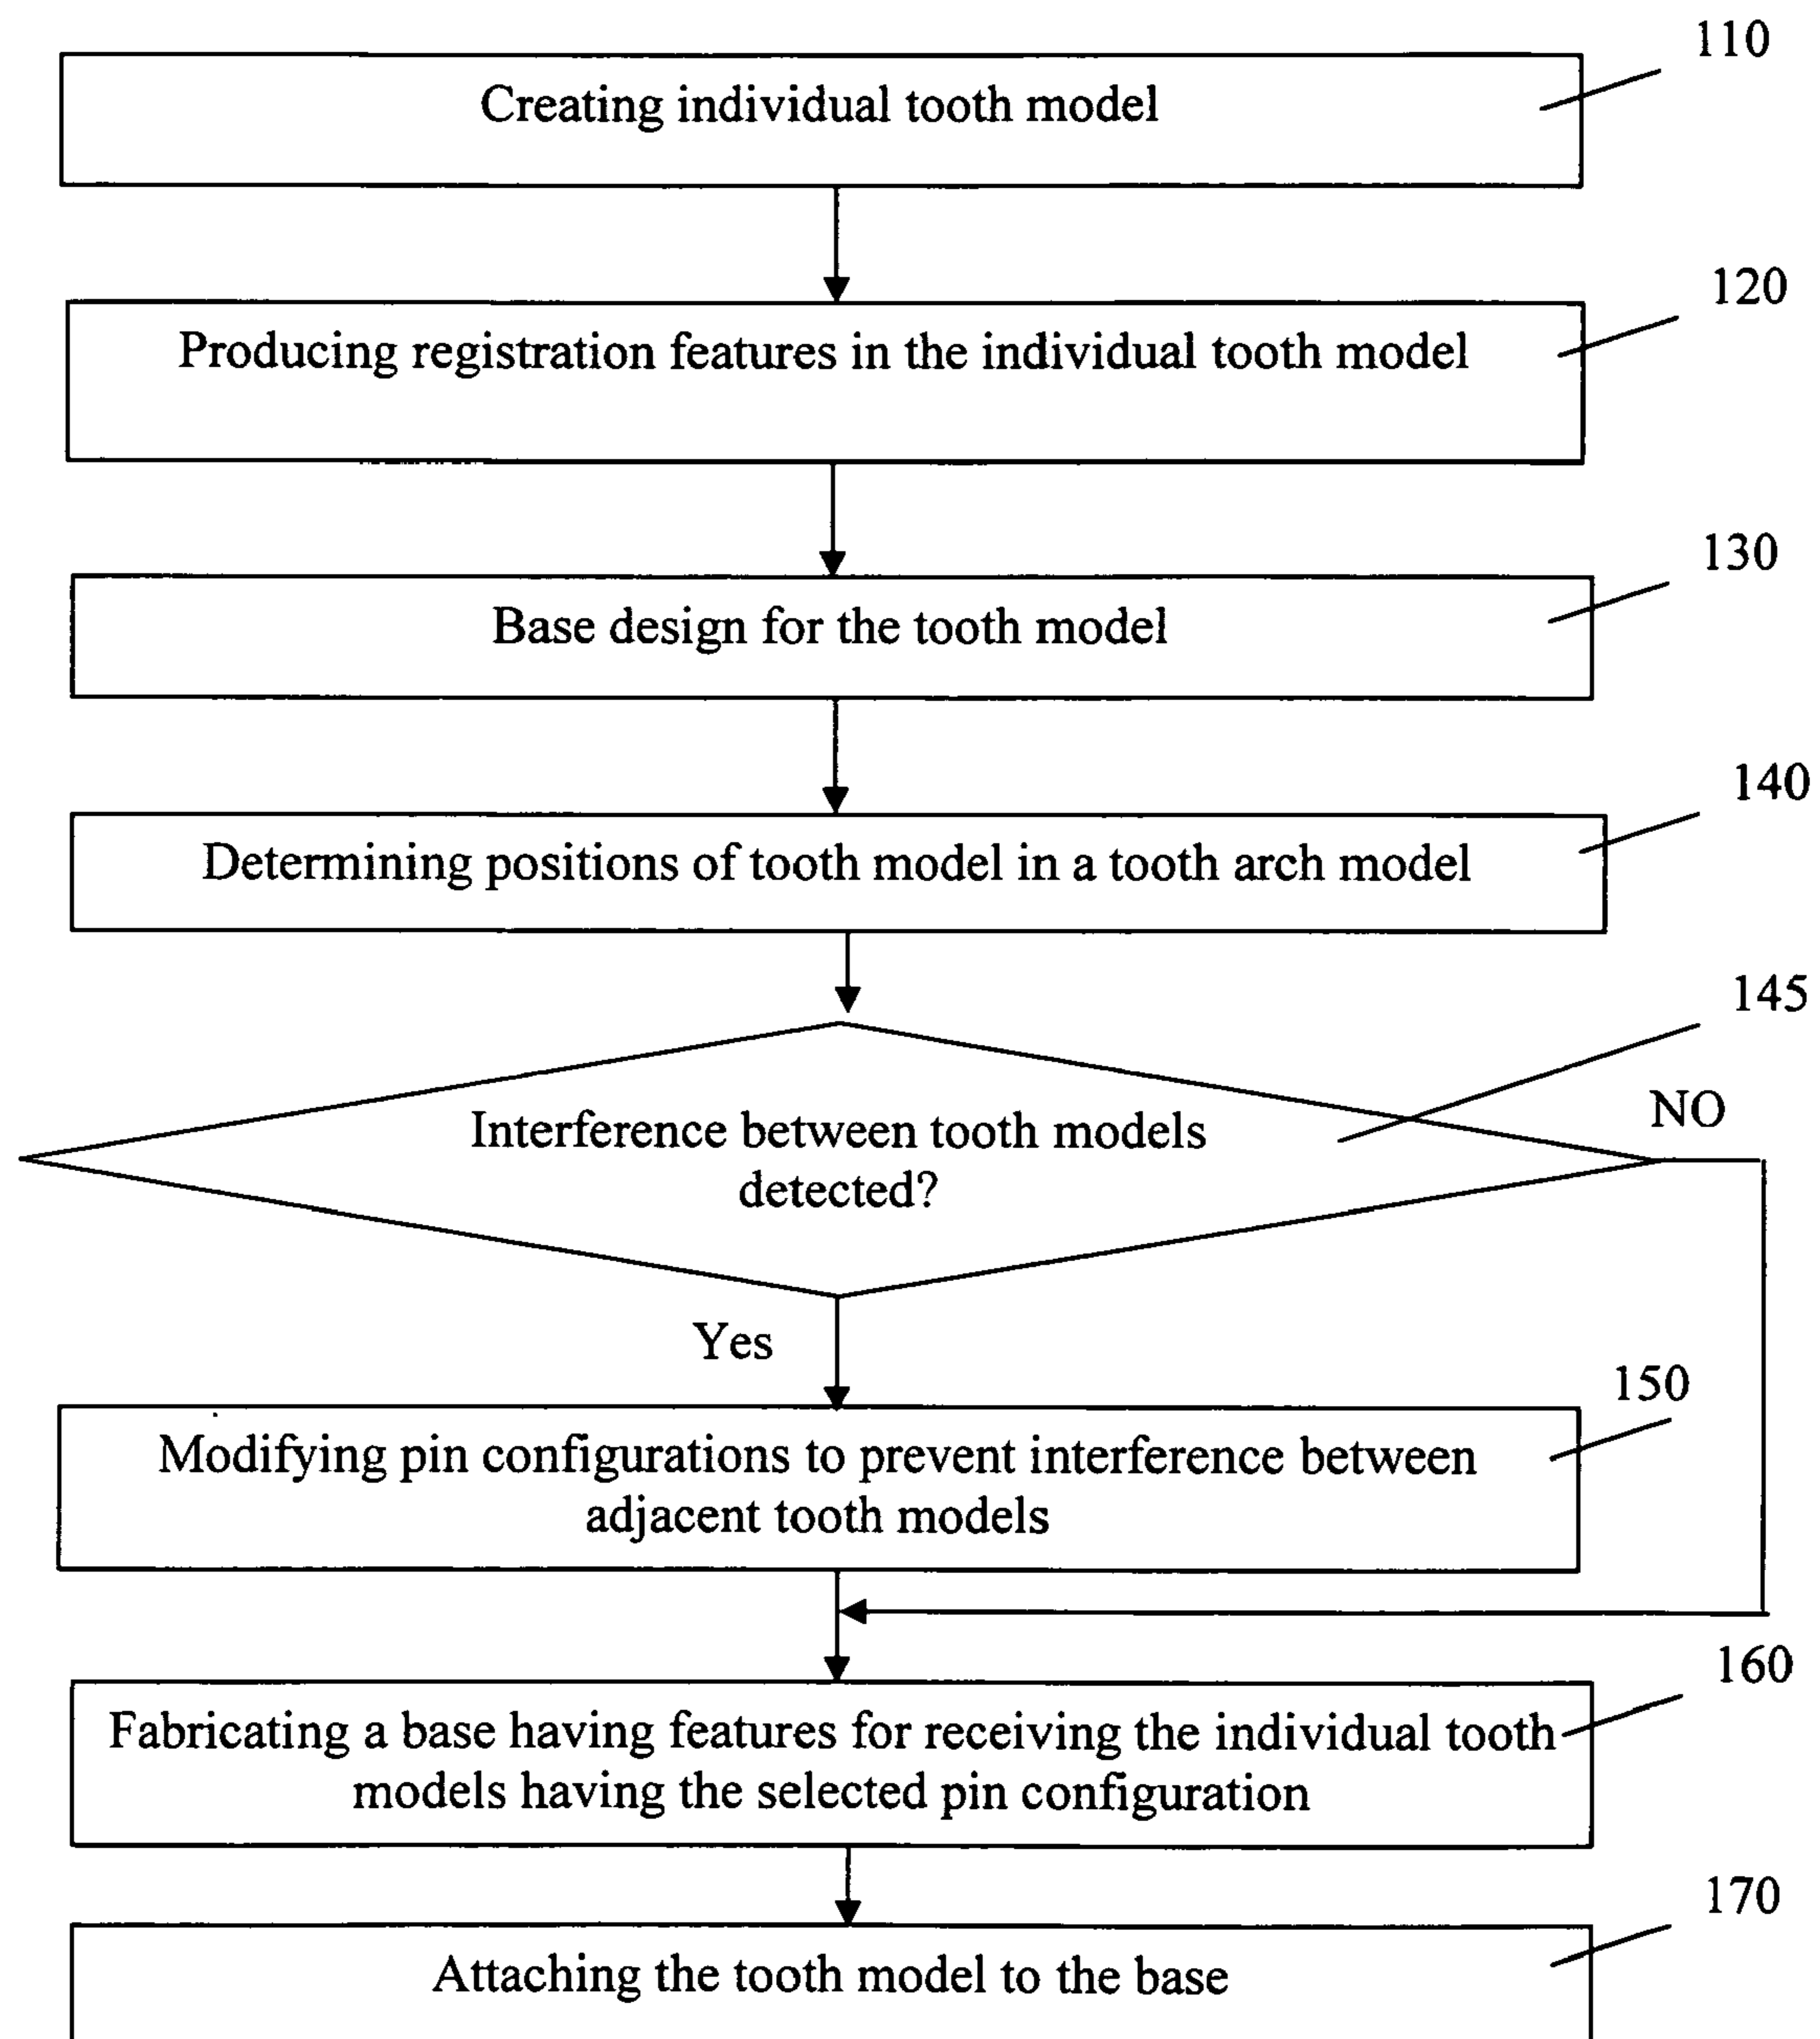 110
Creating individual tooth model
120
Producing registration features in the individual tooth model
130
Base design for the tooth model
140
Determining positions of tooth model in a tooth arch model
145
NO
Interference between tooth models
detected?
Yes
150
Modifying pin configurations to prevent interference between
adjacent tooth models
160
Fabricating a base having features for receiving the individual tooth
models having the selected pin configuration
170
Attaching the tooth model to the base